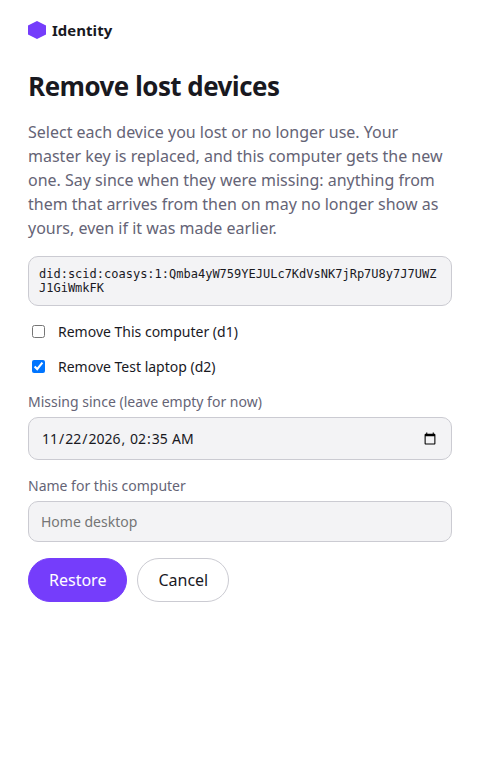 Identity
Remove lost devices
Select each device you lost or no longer use. Your
master key is replaced, and this computer gets the new
one. Say since when they were missing: anything from
them that arrives from then on may no longer show as
yours, even if it was made earlier.
did:scid:coasys:1:Qmba4yW759YEJULc7KdVsNK7jRp7U8y7J7UWZ
J1GiWmkFK
Remove This computer (d1)
Remove Test laptop (d2)
Missing since (leave empty for now)
11/22/2026, 02:35 AM
Name for this computer
Home desktop
Restore
Cancel